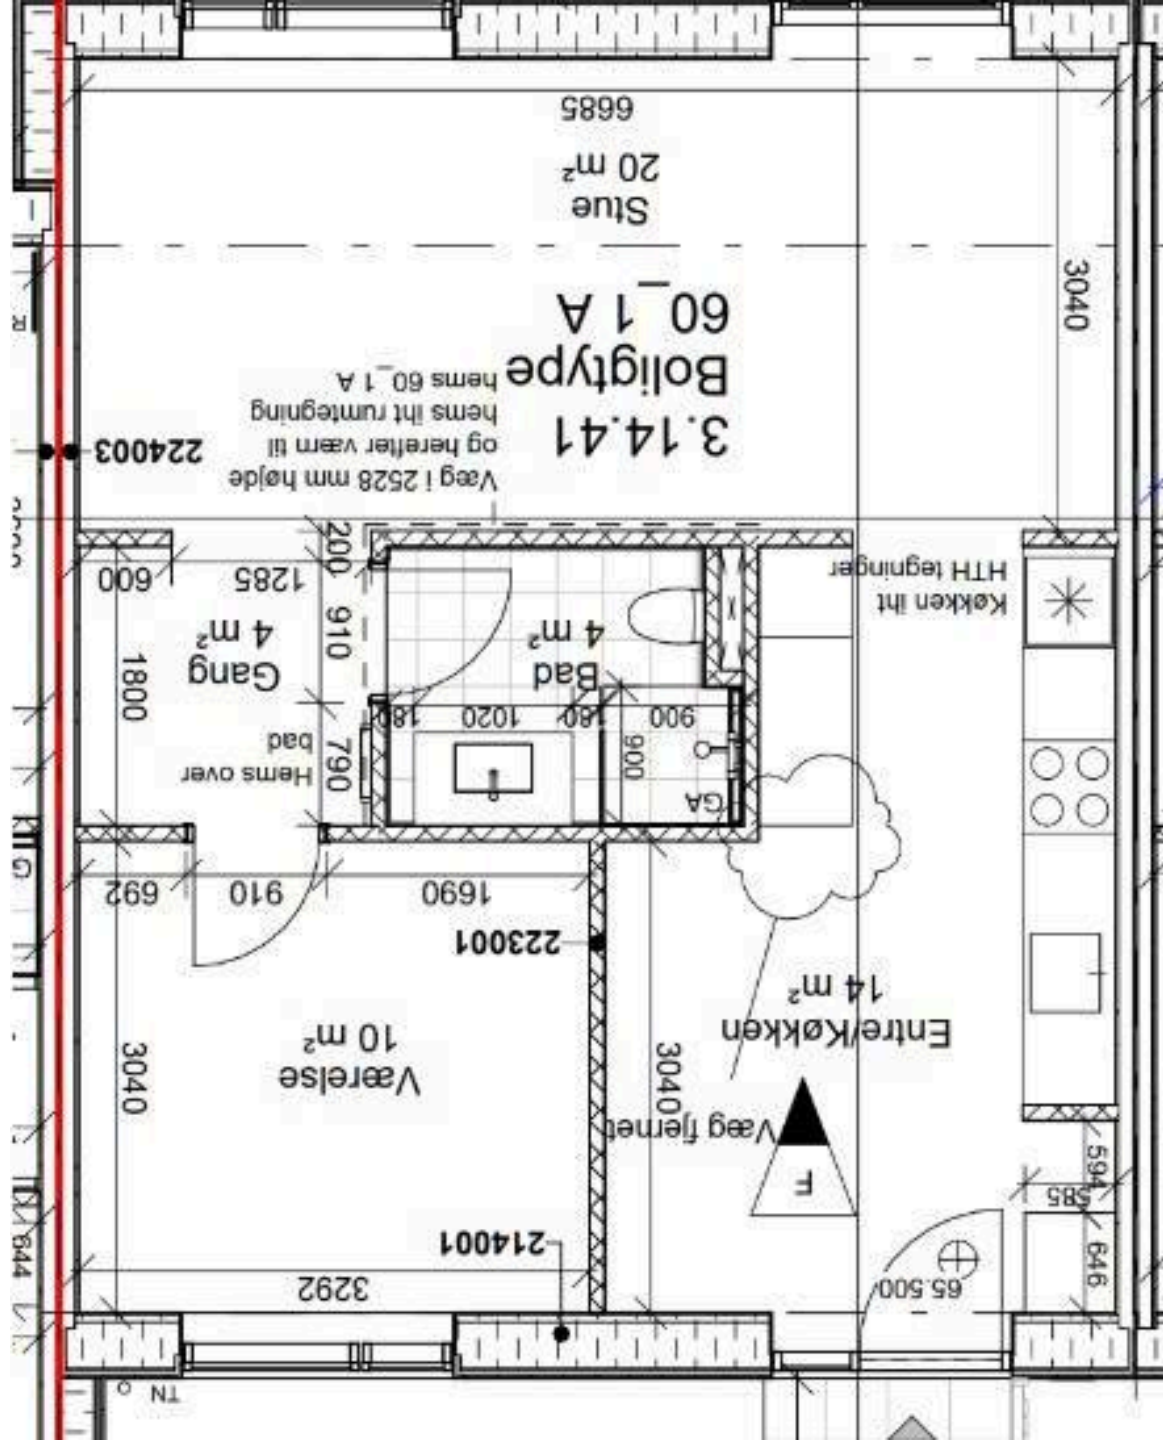 6685
Stue
20 m²
3040
3.14.41
Boligtype
60_1 A
Væg i 2528 mm højde
og herefter værn til
hems iht rumtegning
hems 60_1 A
224003
600
1285
200
910
790
1800
Gang
4 m²
Hems over
bad
Bad
4 m²
180
1020
180
900
900
GA
Køkken iht
HTH tegninger
692
910
1690
223001
Værelse
10 m²
3040
3292
214001
Entre/Køkken
14 m²
3040
Væg fjernet
F
65.500
594
585
646
644
TN
R
G